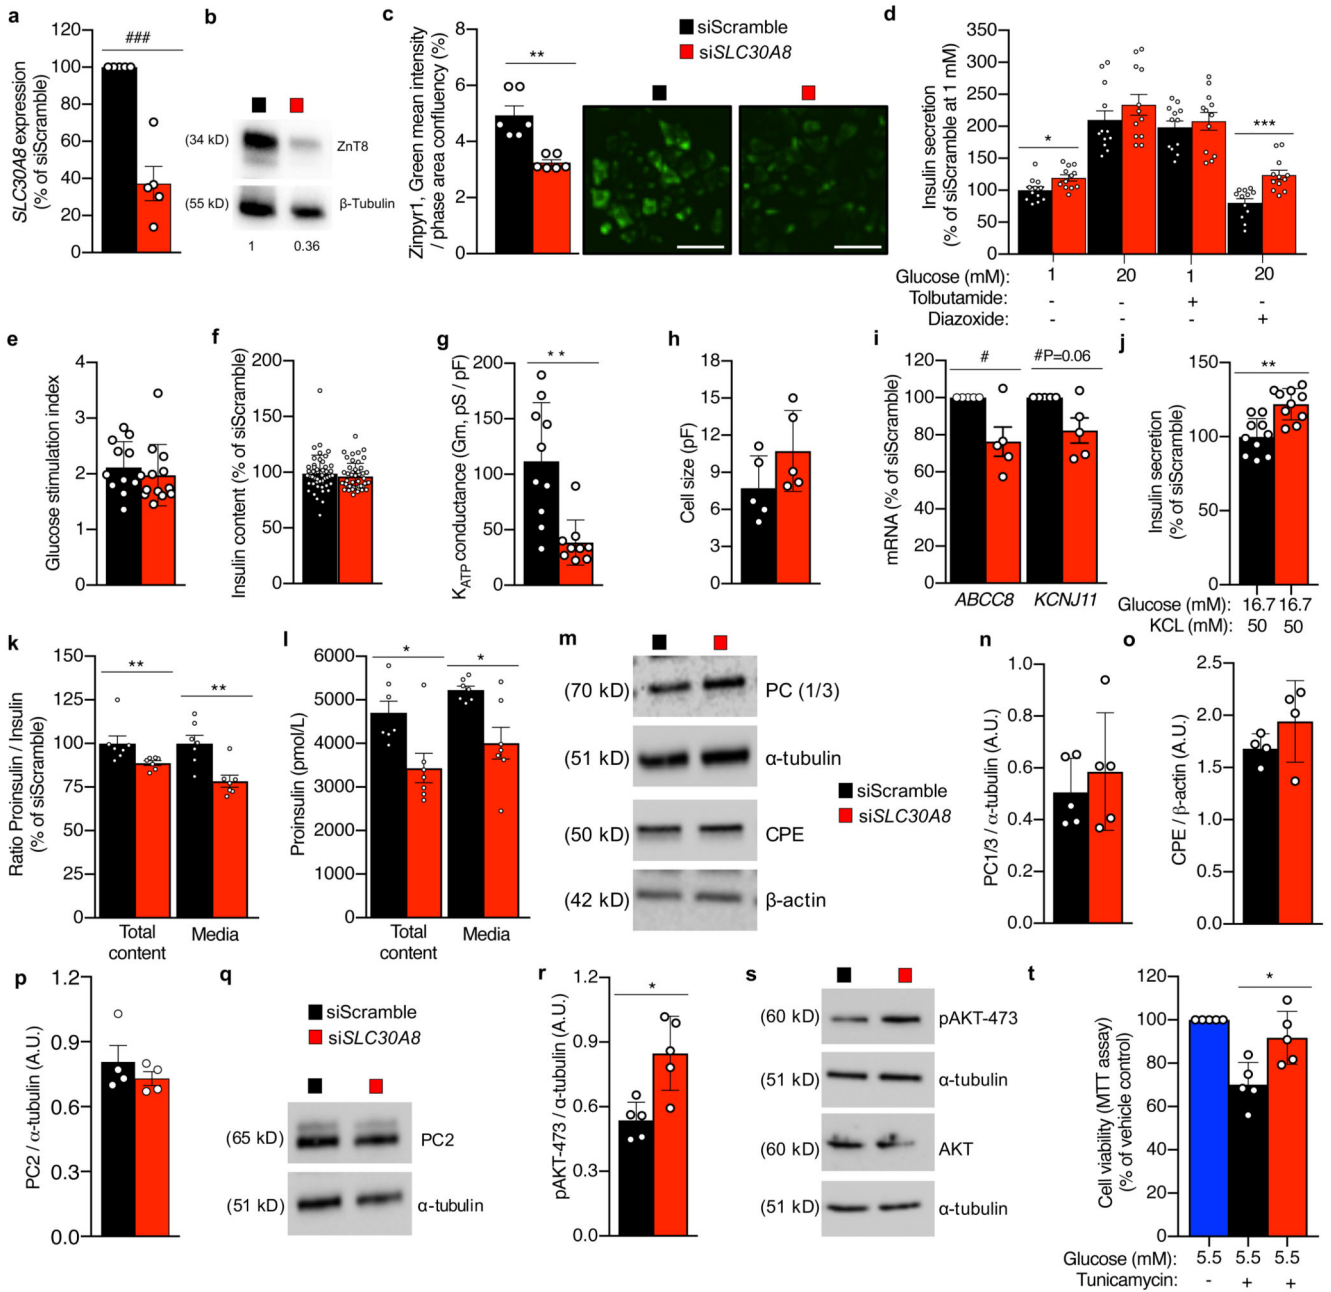 a
SLC30A8 expression
(% of siScramble)
120
100
80
60
40
20
0
###
b
(34 kD)
ZnT8
(55 kD)
β-Tubulin
1 0.36
c
Zinpyr1, Green mean intensity
/ phase area confluency (%)
8
6
4
2
0
**
siScramble
siSLC30A8
d
Insulin secretion
(% of siScramble at 1 mM)
350
300
250
200
150
100
50
0
* ***
Glucose (mM): 1 20 1 20
Tolbutamide: - - + -
Diazoxide: - - - +
e
Glucose stimulation index
4
3
2
1
0
f
Insulin content (% of siScramble)
200
150
100
50
0
g
KATP conductance (Gm, pS / pF)
200
150
100
50
0
**
h
Cell size (pF)
18
15
12
9
6
3
0
i
mRNA (% of siScramble)
120
100
80
60
40
20
0
# #P=0.06
ABCC8 KCNJ11
j
Insulin secretion
(% of siScramble)
150
100
50
0
**
Glucose (mM): 16.7 16.7
KCL (mM): 50 50
k
Ratio Proinsulin / Insulin
(% of siScramble)
150
125
100
75
50
25
0
** **
Total
content
Media
l
Proinsulin (pmol/L)
6000
5000
4000
3000
2000
1000
0
* *
Total
content
Media
m
(70 kD) PC (1/3)
(51 kD) α-tubulin
(50 kD) CPE
(42 kD) β-actin
siScramble
siSLC30A8
n
PC1/3 / α-tubulin (A.U.)
1.0
0.8
0.6
0.4
0.2
0.0
o
CPE / β-actin (A.U.)
2.5
2.0
1.5
1.0
0.5
0.0
p
PC2 / α-tubulin (A.U.)
1.2
0.9
0.6
0.3
0.0
q
siScramble
siSLC30A8
(65 kD) PC2
(51 kD) α-tubulin
r
pAKT-473 / α-tubulin (A.U.)
1.2
0.9
0.6
0.3
0.0
*
s
(60 kD) pAKT-473
(51 kD) α-tubulin
(60 kD) AKT
(51 kD) α-tubulin
t
Cell viability (MTT assay)
(% of vehicle control)
120
100
80
60
40
20
0
*
Glucose (mM): 5.5 5.5 5.5
Tunicamycin: - + +